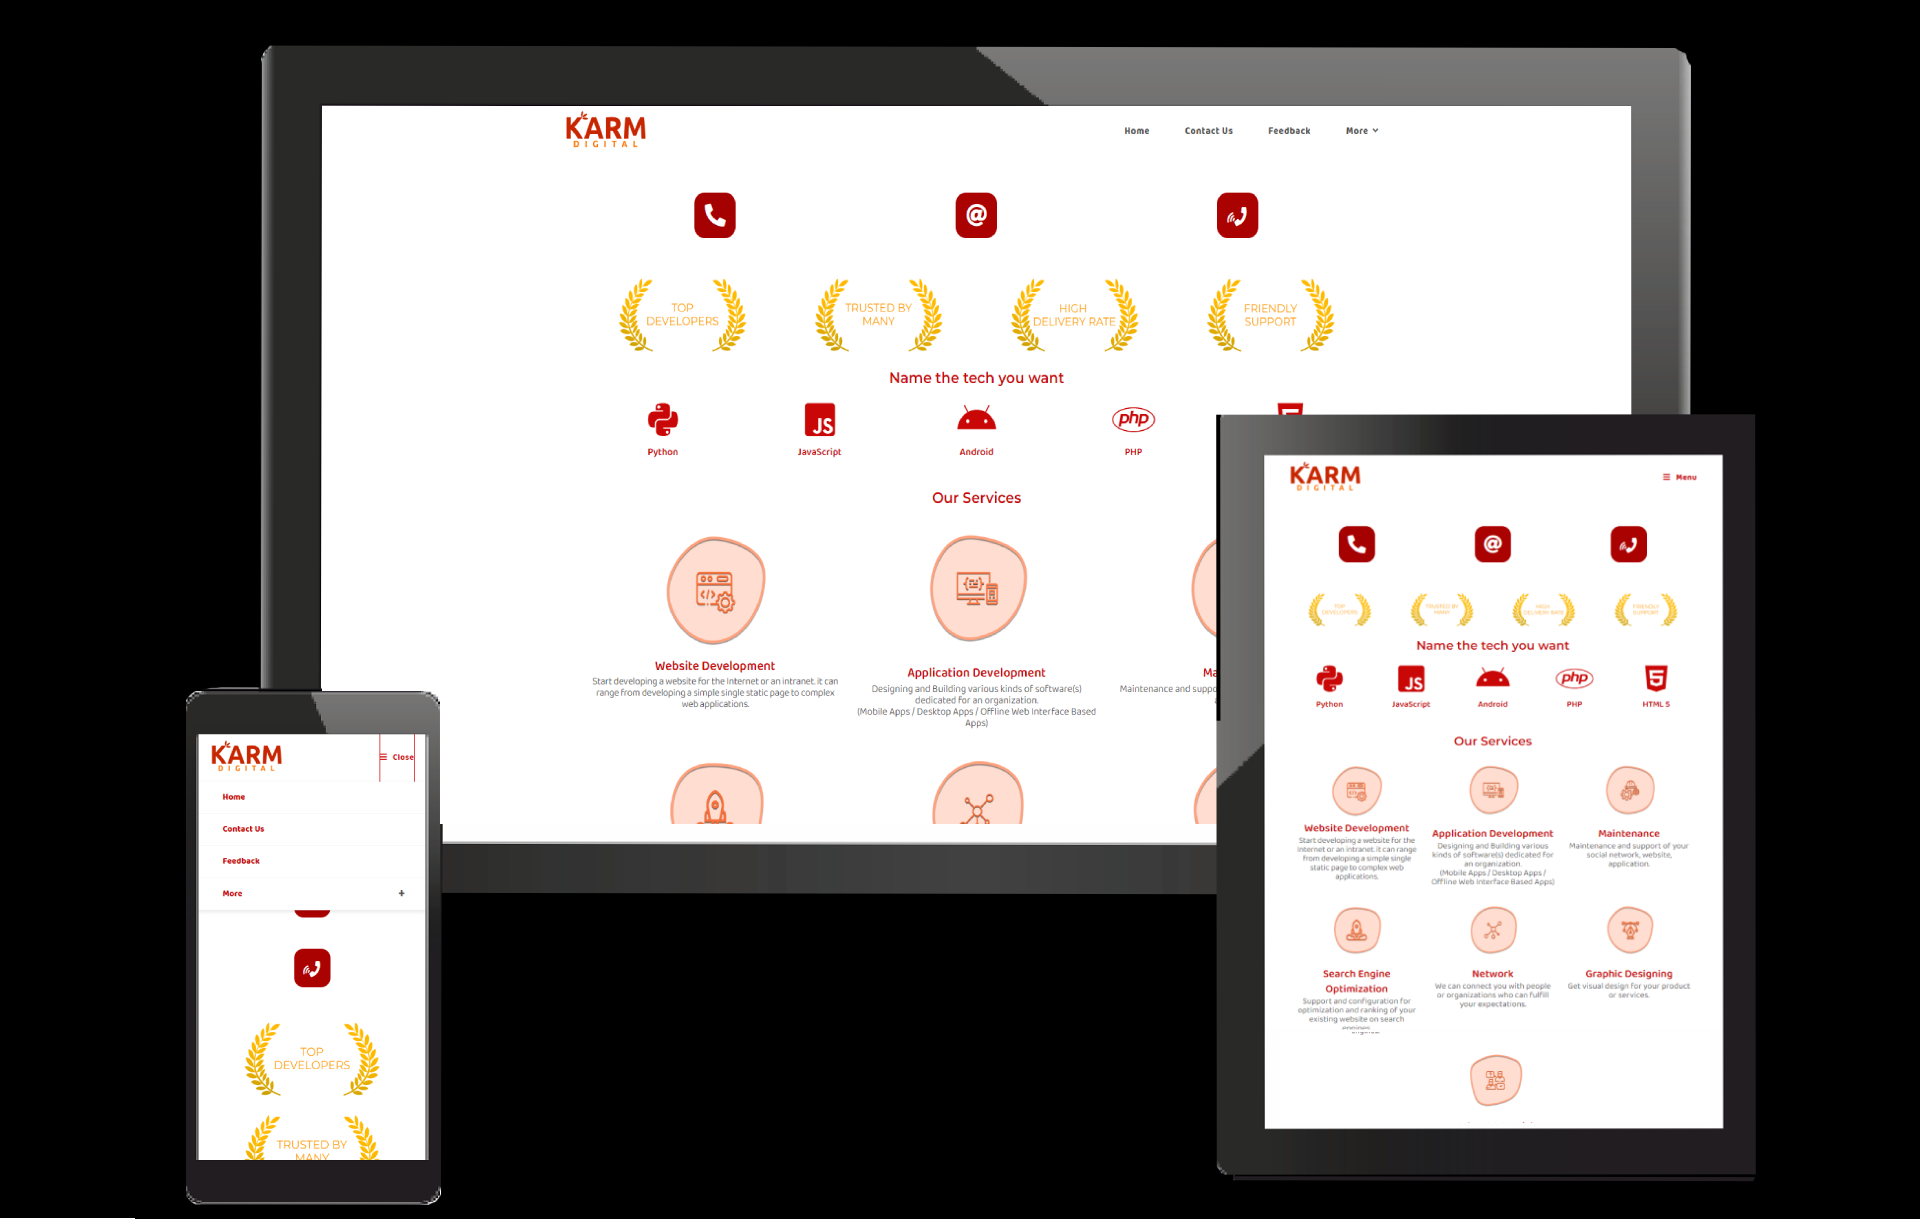 KARM
DIGITAL
Home
Contact Us
Feedback
More
TOP
DEVELOPERS
TRUSTED BY
MANY
HIGH
DELIVERY RATE
FRIENDLY
SUPPORT
Name the tech you want
JS
php
Python
JavaScript
Android
PHP
Our Services
Website Development
Start developing a website for the Internet or an intranet. it can
range from developing a simple single static page to complex
web applications.
Application Development
Designing and Building various kinds of software(s)
dedicated for an organization.
(Mobile Apps / Desktop Apps / Offline Web Interface Based
Apps)
Ma
Maintenance and suppo
KARM
DIGITAL
Close
Home
Contact Us
Feedback
More +
TOP
DEVELOPERS
TRUSTED BY
MANY
KARM
DIGITAL
Menu
TOP
DEVELOPERS
TRUSTED BY
MANY
HIGH
DELIVERY RATE
FRIENDLY
SUPPORT
Name the tech you want
JS
php
Python
JavaScript
Android
PHP
HTML 5
Our Services
Website Development
Start developing a website for the
Internet or an intranet. it can range
from developing a simple single
static page to complex web
applications.
Application Development
Designing and Building various
kinds of software(s) dedicated for
an organization.
(Mobile Apps / Desktop Apps /
Offline Web Interface Based Apps)
Maintenance
Maintenance and support of your
social network, website,
application.
Search Engine
Optimization
Support and configuration for
optimization and ranking of your
existing website on search
Network
We can connect you with people
or organizations who can fulfill
your expectations.
Graphic Designing
Get visual design for your product
or services.